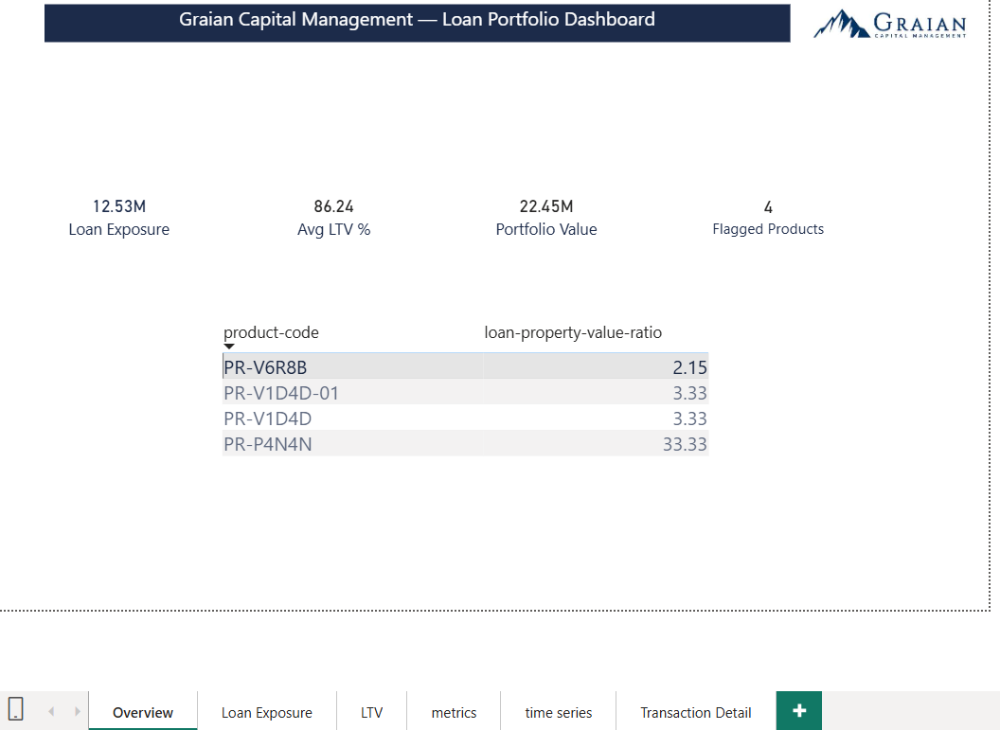 Graian Capital Management — Loan Portfolio Dashboard
GRAIAN
CAPITAL MANAGEMENT
12.53M 86.24 22.45M 4
Loan Exposure Avg LTV % Portfolio Value Flagged Products
product-code loan-property-value-ratio
PR-V6R8B 2.15
PR-V1D4D-01 3.33
PR-V1D4D 3.33
PR-P4N4N 33.33
Overview Loan Exposure LTV metrics time series Transaction Detail